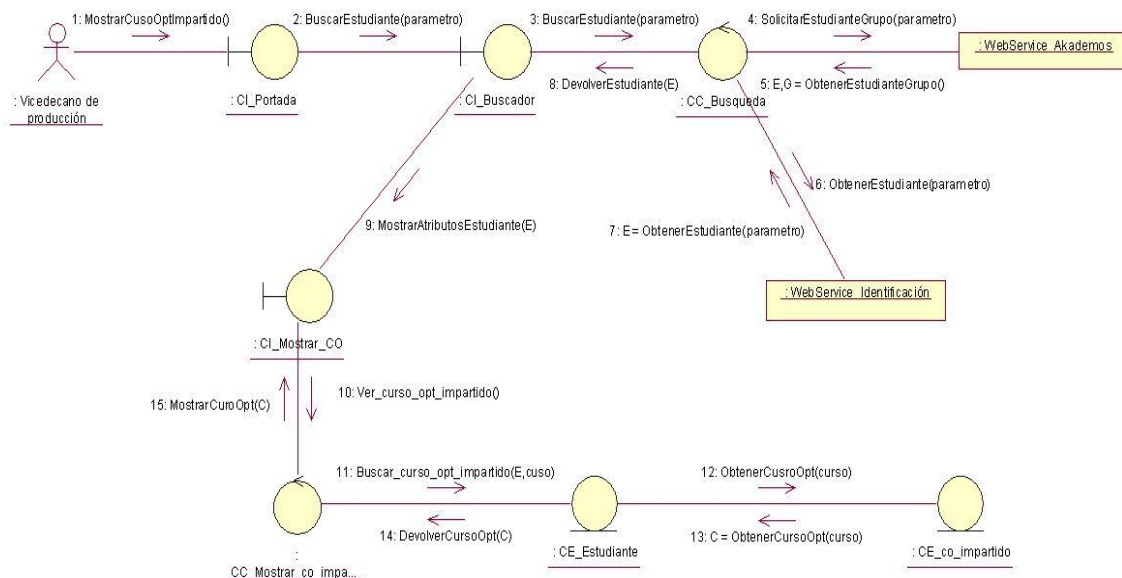 1: MostrarCusoOptImpartido()
2: BuscarEstudiante(parametro)
3: BuscarEstudiante(parametro)
4: SolicitarEstudianteGrupo(parametro)
: WebService_Akademos
8: DevolverEstudiante(E)
5: E,G = ObtenerEstudianteGrupo()
: Vicedecano de
producción
: CI_Portada
: CI_Buscador
: CC_Busqueda
6: ObtenerEstudiante(parametro)
9: MostrarAtributosEstudiante(E)
7: E = ObtenerEstudiante(parametro)
: WebService_Identificación
: CI_Mostrar_CO
10: Ver_curso_opt_impartido()
15: MostrarCuroOpt(C)
11: Buscar_curso_opt_impartido(E,cuso)
12: ObtenerCusroOpt(curso)
14: DevolverCursoOpt(C)
13: C = ObtenerCursoOpt(curso)
: CE_Estudiante
: CE_co_impartido
:
CC_Mostrar_co_impa...